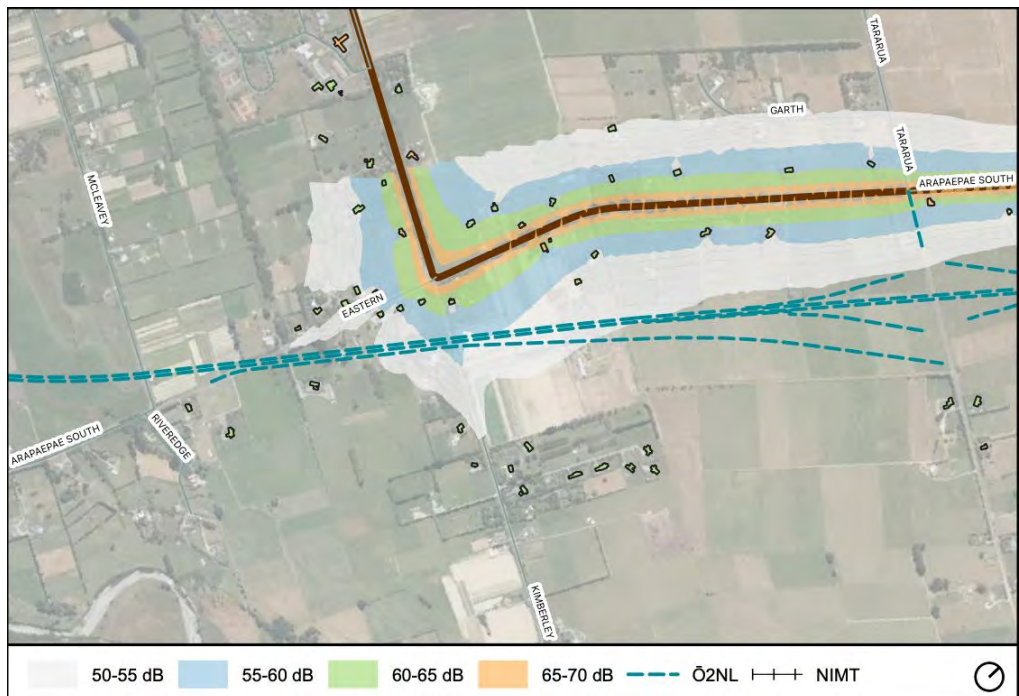 TARARUA
GARTH
TARARUA
MCLEAVEY
ARAPAEPAE SOUTH
EASTERN
ARAPAEPAE SOUTH
RIVEREDGE
KIMBERLEY
50-55 dB
55-60 dB
60-65 dB
65-70 dB
Ō2NL
NIMT